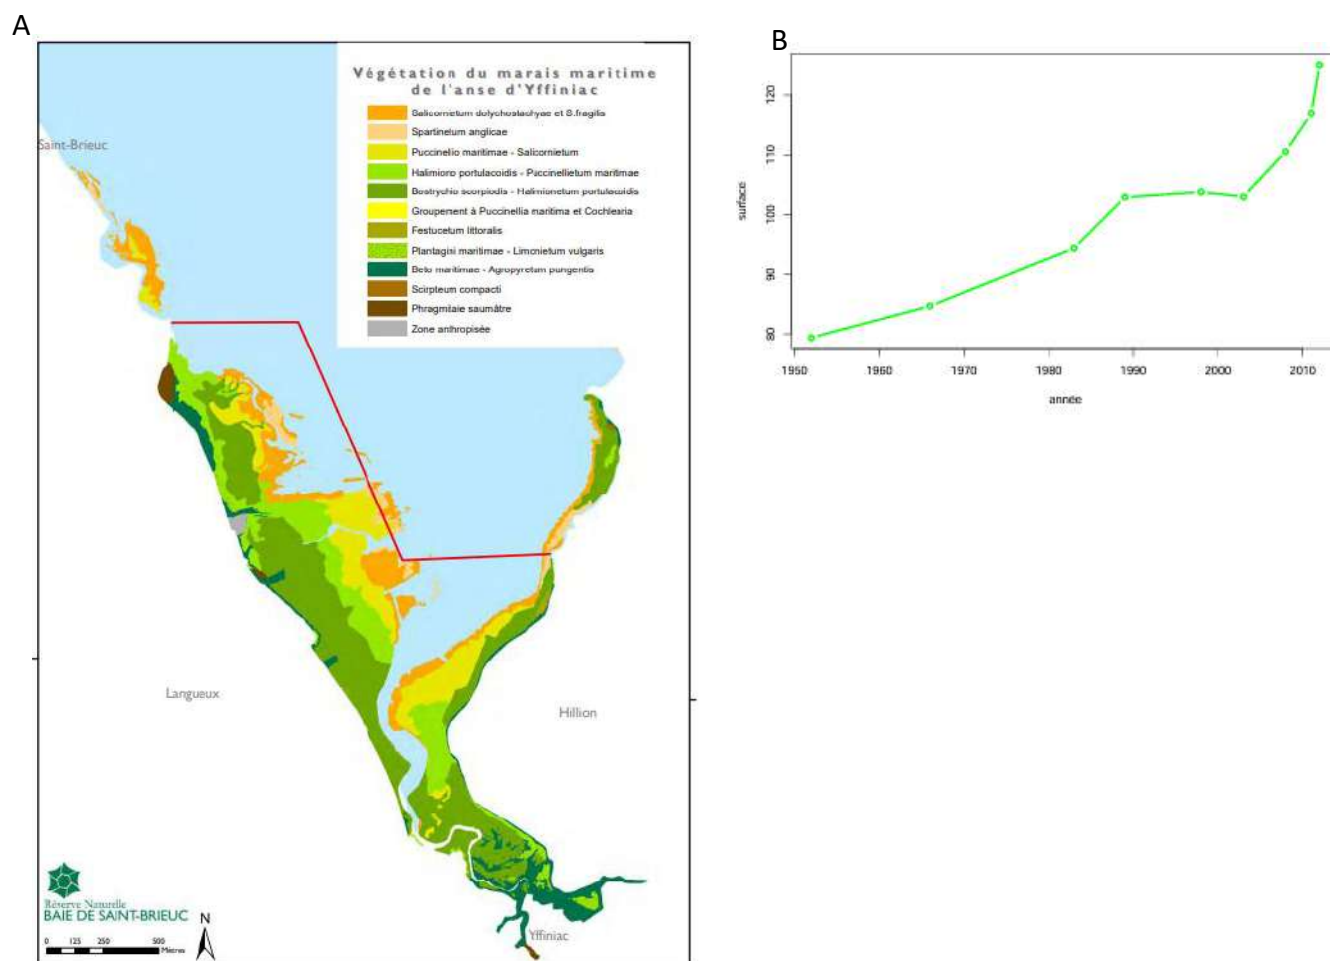 A
Végétation du marais maritime
de l'anse d'Yffiniac
Salicornietum dolychostachyae et S.fragilis
Spartinetum anglicae
Puccinellio maritimae - Salicornietum
Halimiono portulacoidis - Puccinellietum maritimae
Bostrychio scorpiodis - Halimionetum portulacoidis
Groupement à Puccinellia maritima et Cochlearia
Festucetum littoralis
Plantagini maritimae - Limonietum vulgaris
Beto maritimae - Agropyretum pungentis
Scirpetum compacti
Phragmitaie saumâtre
Zone anthropisée
Saint-Brieuc
Langueux
Hillion
Yffiniac
Réserve Naturelle
BAIE DE SAINT-BRIEUC
N
0 125 250 500
Mètres
B
surface
120
110
100
90
80
1950 1960 1970 1980 1990 2000 2010
année